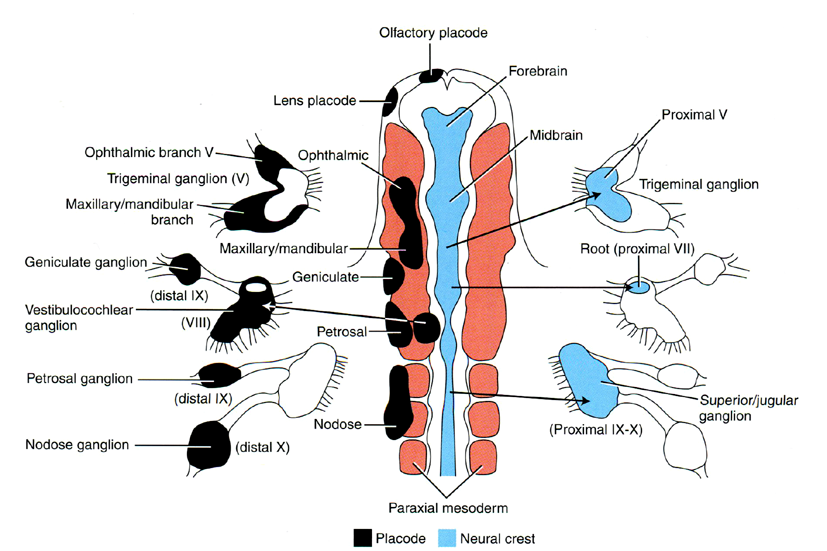 Olfactory placode
Forebrain
Lens placode
Proximal V
Midbrain
Ophthalmic branch V
Ophthalmic
Trigeminal ganglion (V)
Trigeminal ganglion
Maxillary/mandibular
branch
Maxillary/mandibular
Root (proximal VII)
Geniculate ganglion
Geniculate
(distal IX)
Vestibulocochlear
ganglion
(VIII)
Petrosal
Petrosal ganglion
(distal IX)
Superior/jugular
ganglion
Nodose
(Proximal IX-X)
Nodose ganglion
(distal X)
Paraxial mesoderm
Placode
Neural crest